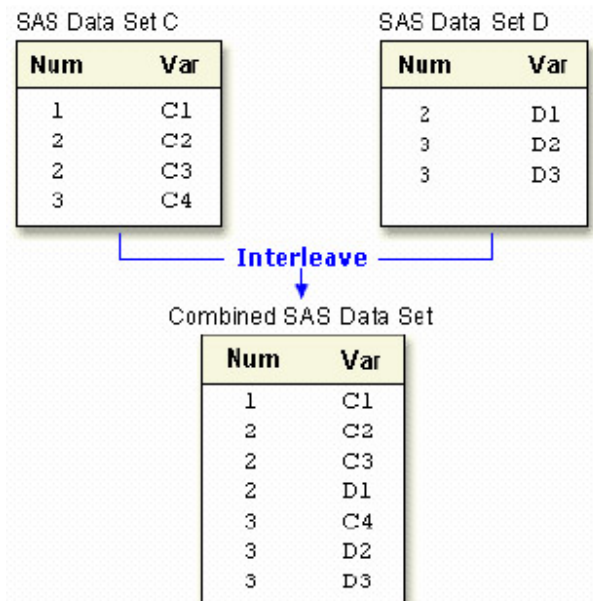 SAS Data Set C
Num Var
1 C1
2 C2
2 C3
3 C4
SAS Data Set D
Num Var
2 D1
3 D2
3 D3
Interleave
Combined SAS Data Set
Num Var
1 C1
2 C2
2 C3
2 D1
3 C4
3 D2
3 D3